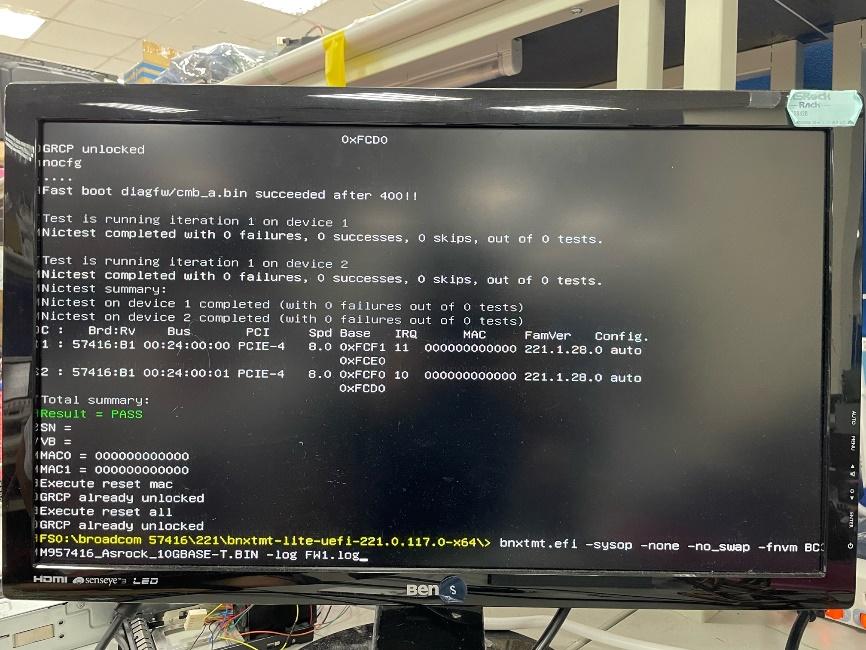 ASRock
Rack
0xFCD0
GRCP unlocked
nocfg
....
Fast boot diagfw/cmb_a.bin succeeded after 400!!
Test is running iteration 1 on device 1
Nictest completed with 0 failures, 0 successes, 0 skips, out of 0 tests.
Test is running iteration 1 on device 2
Nictest completed with 0 failures, 0 successes, 0 skips, out of 0 tests.
Nictest summary:
Nictest on device 1 completed (with 0 failures out of 0 tests)
Nictest on device 2 completed (with 0 failures out of 0 tests)
C : Brd:Rv Bus PCI Spd Base IRQ MAC FamVer Config.
1 : 57416:B1 00:24:00:00 PCIE-4 8.0 0xFCF1 11 000000000000 221.1.28.0 auto
0xFCE0
2 : 57416:B1 00:24:00:01 PCIE-4 8.0 0xFCF0 10 000000000000 221.1.28.0 auto
0xFCD0
Total summary:
Result = PASS
SN =
VB =
MAC0 = 000000000000
MAC1 = 000000000000
Execute reset mac
GRCP already unlocked
Execute reset all
GRCP already unlocked
FS0:\broadcom 57416\221\bnxtmt-lite-uefi-221.0.117.0-x64\> bnxtmt.efi -sysop -none -no_swap -fnvm BC
M957416_Asrock_10GBASE-T.BIN -log FW1.log_
HDMI senseye 3 LED
BenQ S
AUTO
MENU